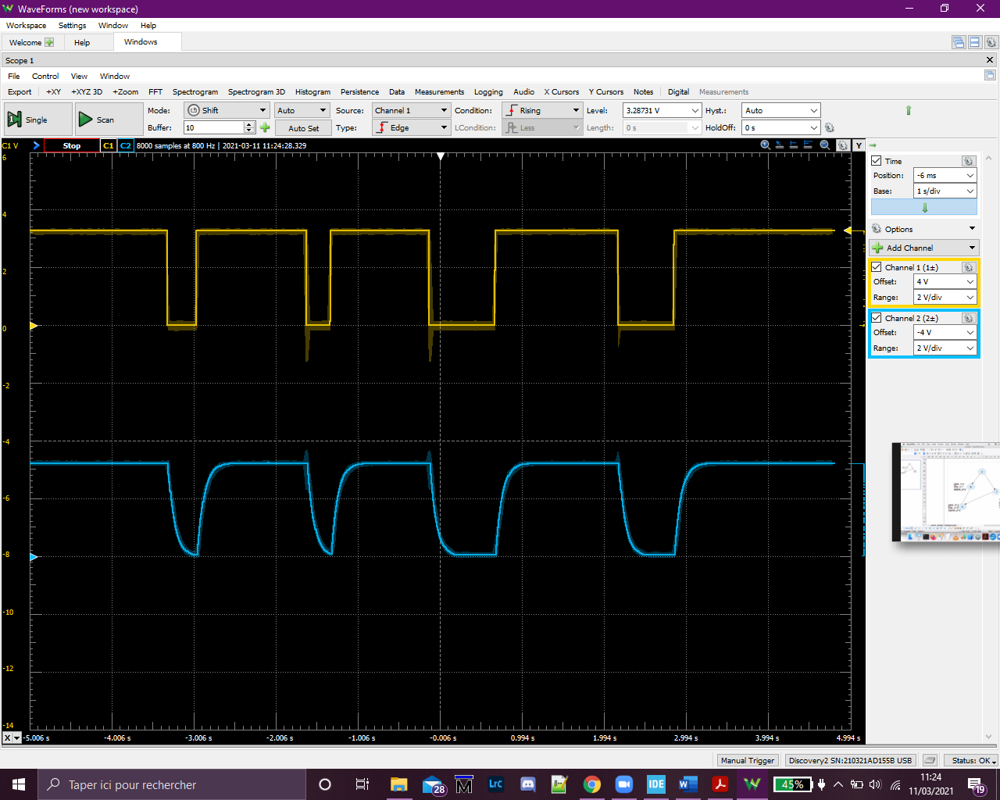 WaveForms (new workspace)
Workspace Settings Window Help
Welcome Help Windows
Scope 1
File Control View Window
Export +XY +XYZ 3D +Zoom FFT Spectrogram Spectrogram 3D Histogram Persistence Data Measurements Logging Audio X Cursors Y Cursors Notes Digital Measurements
Single Scan Mode: Shift Auto Source: Channel 1 Condition: Rising Level: 3.28731 V Hyst.: Auto
Buffer: 10 Auto Set Type: Edge LCondition: Less Length: 0 s HoldOff: 0 s
C1 V Stop C1 C2 8000 samples at 800 Hz | 2021-03-11 11:24:28.329 Y
6
4
2
0
-2
-4
-6
-8
-10
-12
-14
X -5.006 s -4.006 s -3.006 s -2.006 s -1.006 s -0.006 s 0.994 s 1.994 s 2.994 s 4.994 s
Time
Position: -6 ms
Base: 1 s/div
Options
Add Channel
Channel 1 (1±)
Offset: 4 V
Range: 2 V/div
Channel 2 (2±)
Offset: -4 V
Range: 2 V/div
Manual Trigger Discovery2 SN:210321AD155B USB Status: OK
Taper ici pour rechercher
28
Lrc
IDE
45%
11:24
11/03/2021
19